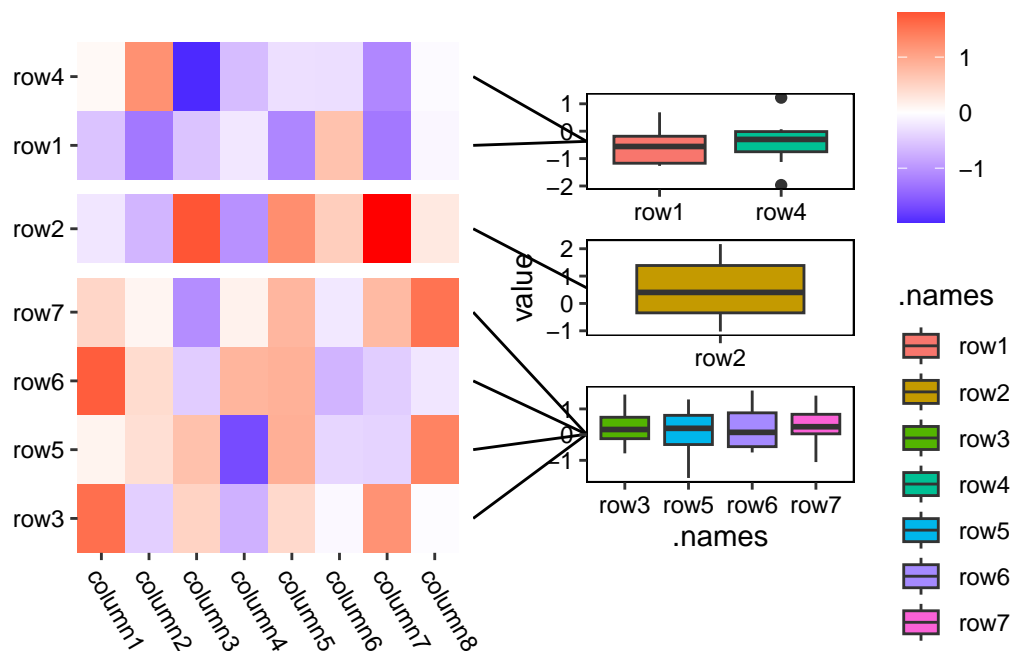 row4
row1
row2
row7
row6
row5
row3
column1
column2
column3
column4
column5
column6
column7
column8
1
0
−1
−2
row1 row4
value
2
1
0
−1
row2
1
0
−1
row3 row5 row6 row7
.names
1
0
−1
.names
row1
row2
row3
row4
row5
row6
row7